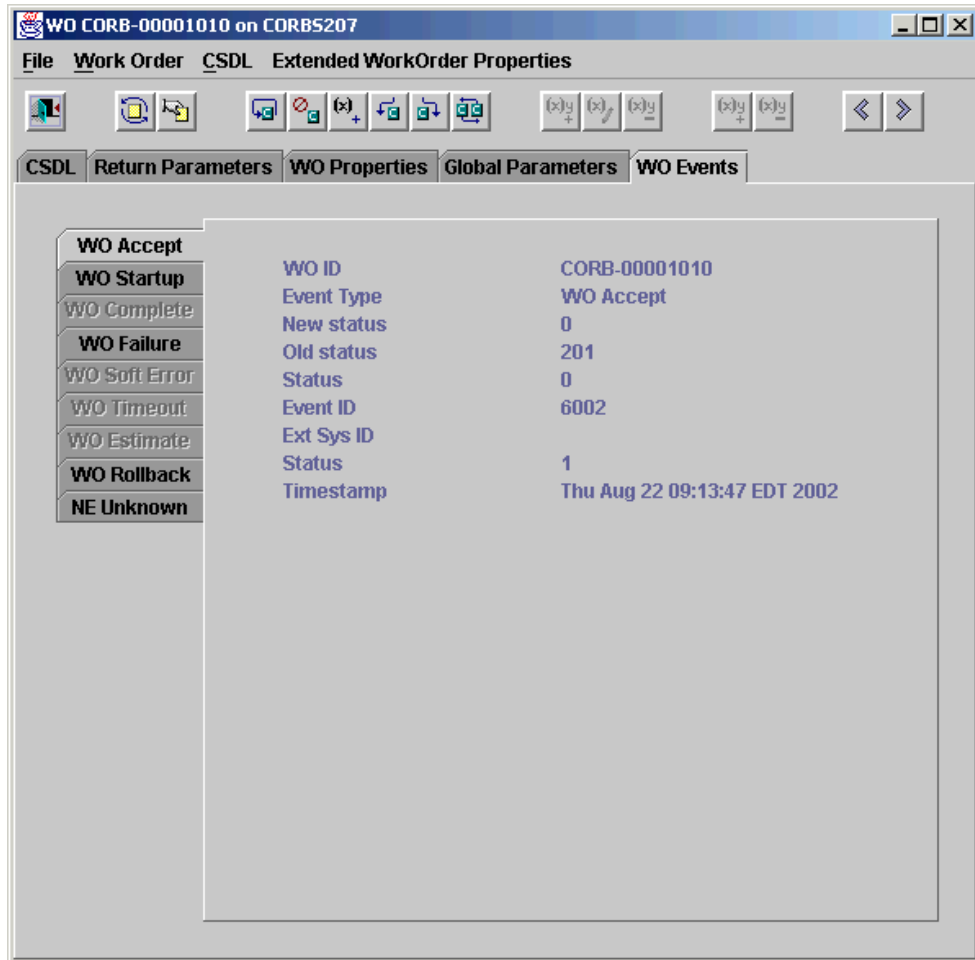 WO CORB-00001010 on CORBS207
File Work Order CSDL Extended WorkOrder Properties
CSDL Return Parameters WO Properties Global Parameters WO Events
WO Accept
WO Startup
WO Complete
WO Failure
WO Soft Error
WO Timeout
WO Estimate
WO Rollback
NE Unknown
WO ID CORB-00001010
Event Type WO Accept
New status 0
Old status 201
Status 0
Event ID 6002
Ext Sys ID
Status 1
Timestamp Thu Aug 22 09:13:47 EDT 2002